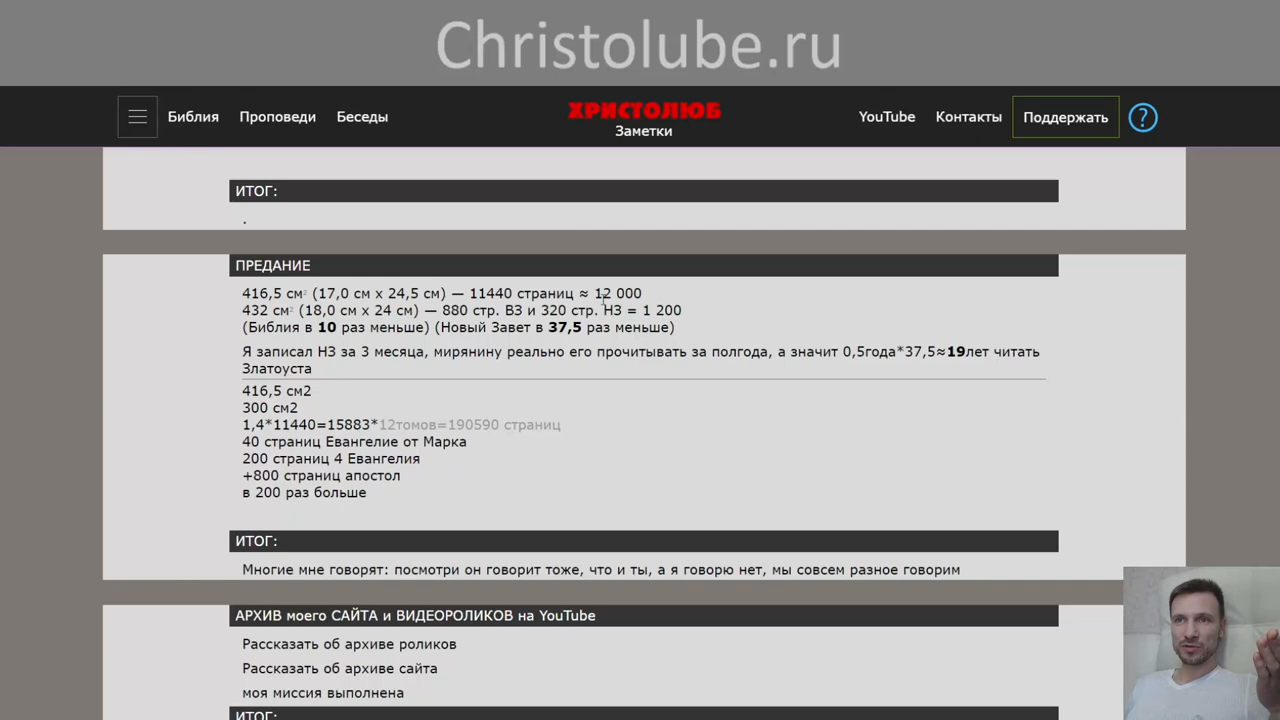 Christolube.ru
Библия Проповеди Беседы ХРИСТОЛЮБ YouTube Контакты Поддержать ?
Заметки
ИТОГ:
.
ПРЕДАНИЕ
416,5 см² (17,0 см х 24,5 см) — 11440 страниц ≈ 12 000
432 см² (18,0 см х 24 см) — 880 стр. ВЗ и 320 стр. НЗ = 1 200
(Библия в 10 раз меньше) (Новый Завет в 37,5 раз меньше)
Я записал НЗ за 3 месяца, мирянину реально его прочитывать за полгода, а значит 0,5года*37,5≈19лет читать
Златоуста
416,5 см2
300 см2
1,4*11440=15883*12томов=190590 страниц
40 страниц Евангелие от Марка
200 страниц 4 Евангелия
+800 страниц апостол
в 200 раз больше
ИТОГ:
Многие мне говорят: посмотри он говорит тоже, что и ты, а я говорю нет, мы совсем разное говорим
АРХИВ моего САЙТА и ВИДЕОРОЛИКОВ на YouTube
Рассказать об архиве роликов
Рассказать об архиве сайта
моя миссия выполнена
ИТОГ: